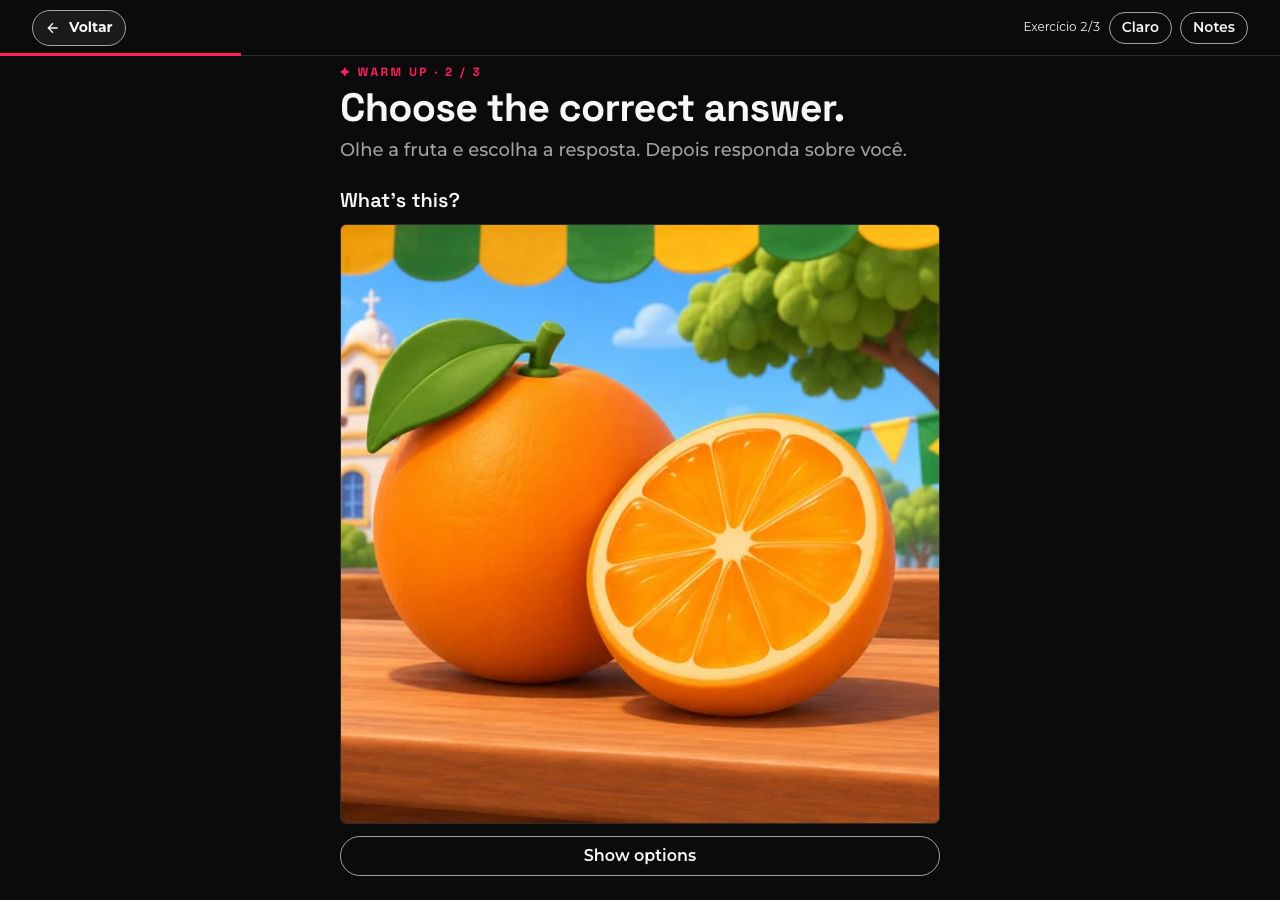 Voltar
Exercício 2/3
Claro
Notes
WARM UP · 2 / 3
Choose the correct answer.
Olhe a fruta e escolha a resposta. Depois responda sobre você.
What's this?
Show options